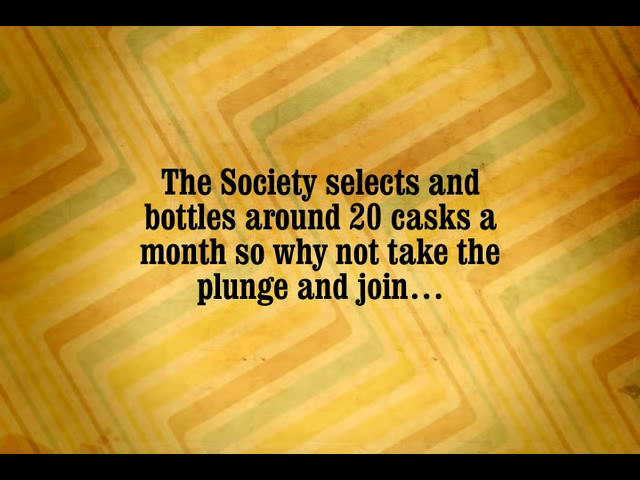 The Society selects and
bottles around 20 casks a
month so why not take the
plunge and join...